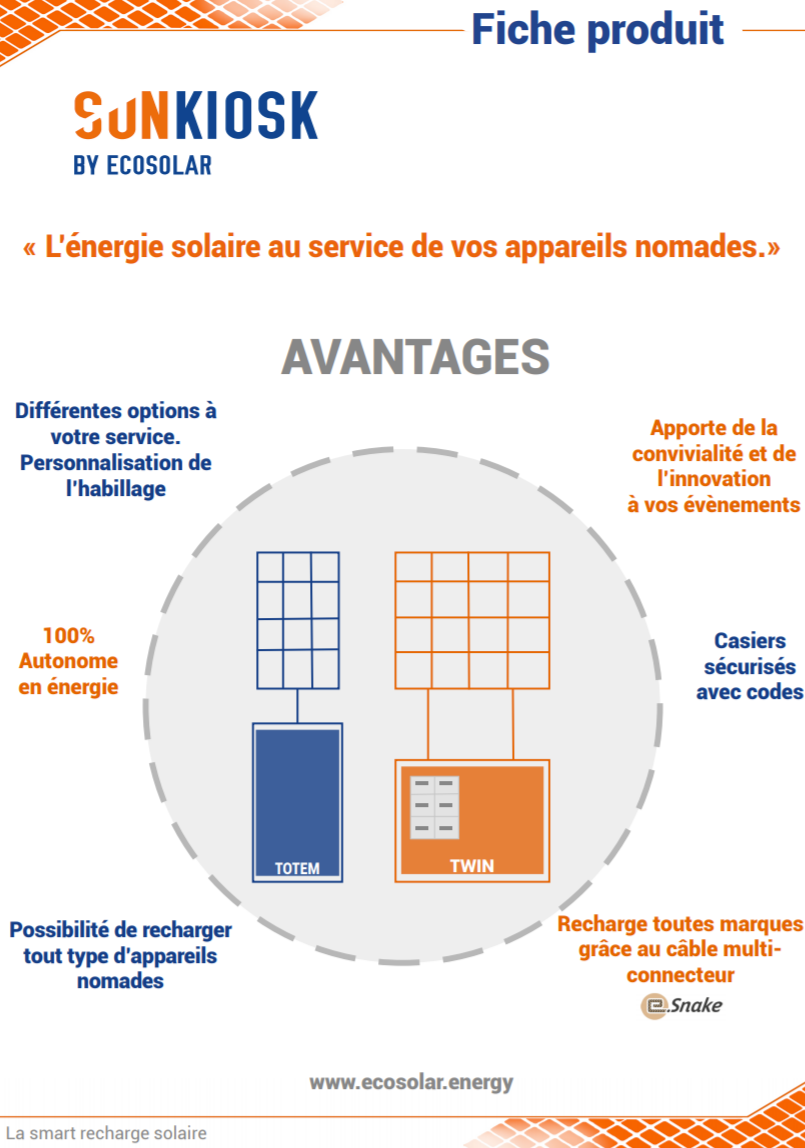 Fiche produit
SUNKIOSK
BY ECOSOLAR
« L'énergie solaire au service de vos appareils nomades.»
AVANTAGES
Différentes options à
votre service.
Personnalisation de
l'habillage
Apporte de la
convivialité et de
l'innovation
à vos évènements
100%
Autonome
en énergie
Casiers
sécurisés
avec codes
TOTEM
TWIN
Possibilité de recharger
tout type d'appareils
nomades
Recharge toutes marques
grâce au câble multi-
connecteur
e.Snake
www.ecosolar.energy
La smart recharge solaire